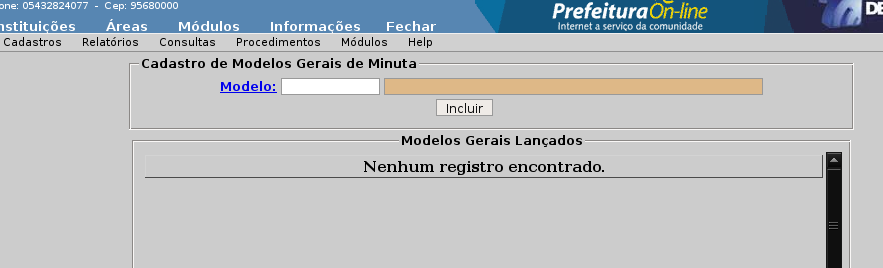 one: 05432824077 - Cep: 95680000
nstituições Áreas Módulos Informações Fechar
PrefeituraOn-line
Internet a serviço da comunidade
DB
Cadastros Relatórios Consultas Procedimentos Módulos Help
Cadastro de Modelos Gerais de Minuta
Modelo:
Incluir
Modelos Gerais Lançados
Nenhum registro encontrado.